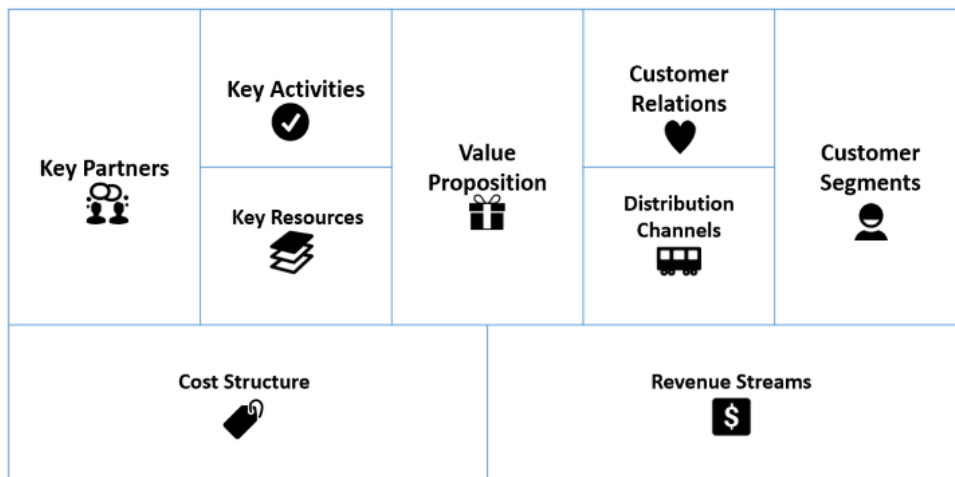 Key Partners
Key Activities
Key Resources
Value
Proposition
Customer
Relations
Distribution
Channels
Customer
Segments
Cost Structure
Revenue Streams
$